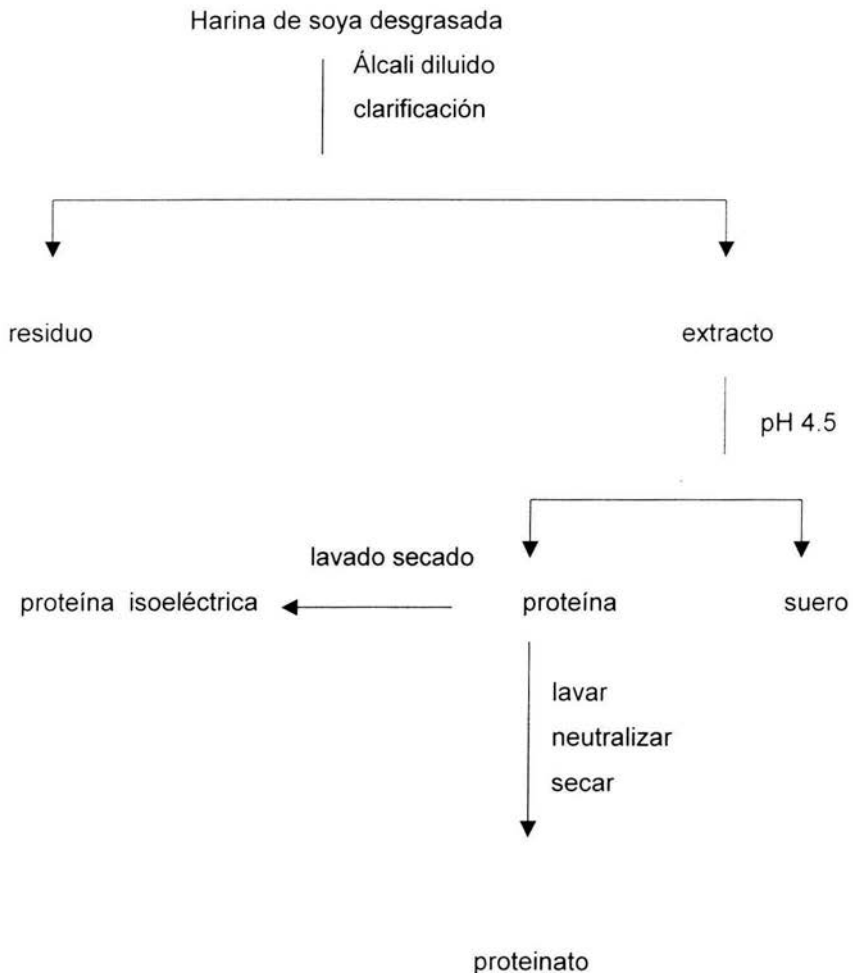 Harina de soya desgrasada
Álcali diluido
clarificación
residuo
extracto
pH 4.5
lavado secado
proteína isoeléctrica
proteína
suero
lavar
neutralizar
secar
proteinato